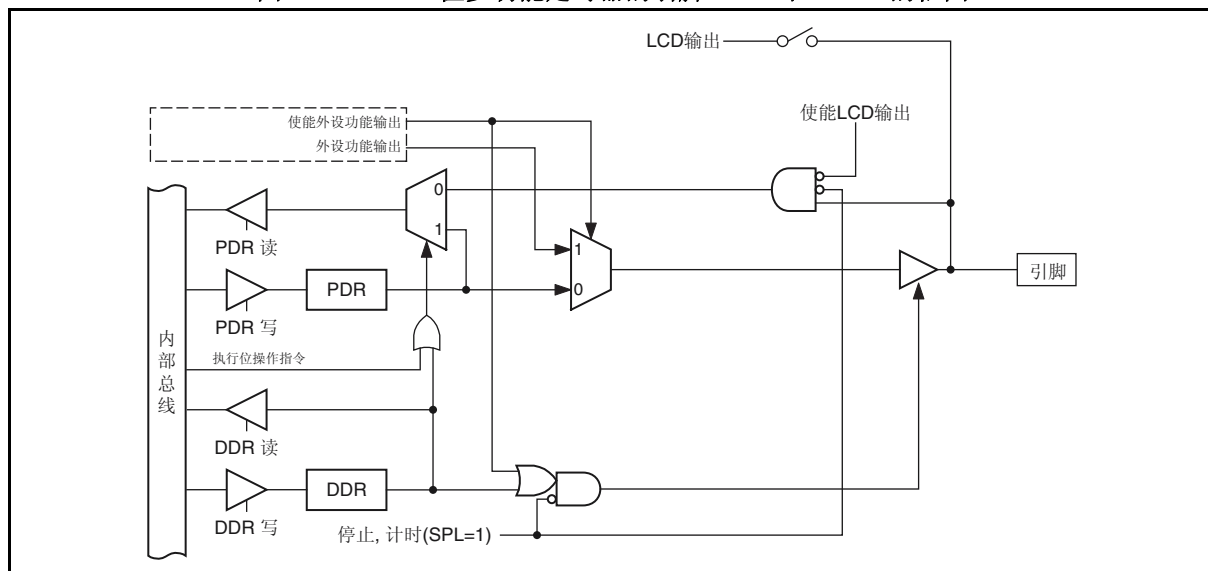 LCD输出
使能LCD输出
使能外设功能输出
外设功能输出
0
1
PDR 读
1
0
PDR
PDR 写
引脚
内部总线
执行位操作指令
DDR 读
DDR
DDR 写
停止, 计时(SPL=1)